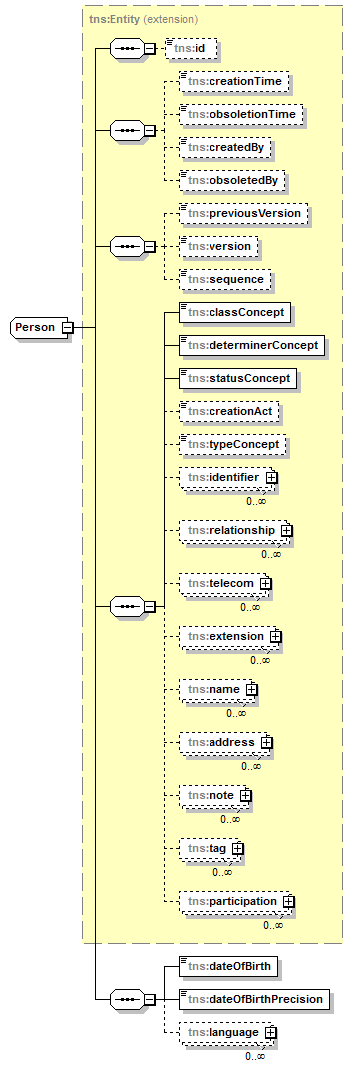 tns:Entity (extension)
tns:id
tns:creationTime
tns:obsoletionTime
tns:createdBy
tns:obsoletedBy
tns:previousVersion
tns:version
tns:sequence
tns:classConcept
Person
tns:determinerConcept
tns:statusConcept
tns:creationAct
tns:typeConcept
tns:identifier
0..∞
tns:relationship
0..∞
tns:telecom
0..∞
tns:extension
0..∞
tns:name
0..∞
tns:address
0..∞
tns:note
0..∞
tns:tag
0..∞
tns:participation
0..∞
tns:dateOfBirth
tns:dateOfBirthPrecision
tns:language
0..∞